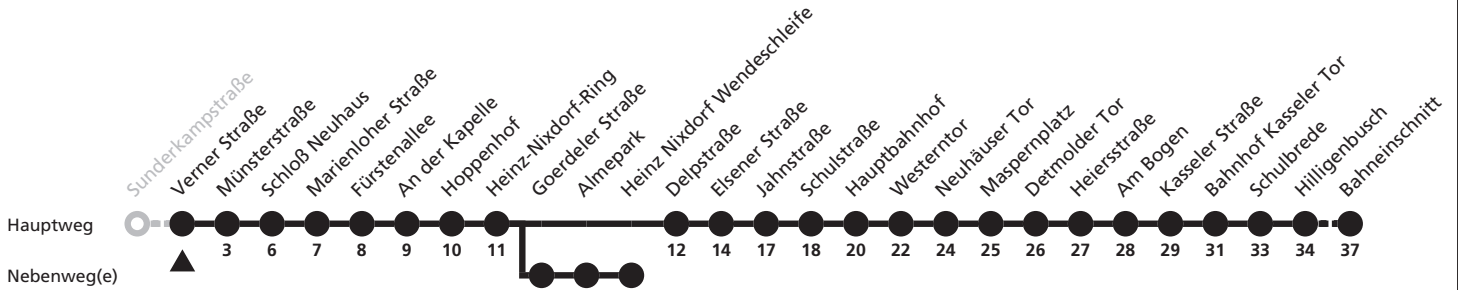 Sunderkampstraße
Verner Straße
Münsterstraße
Schloß Neuhaus
Marienloher Straße
Fürstenallee
An der Kapelle
Hoppenhof
Heinz-Nixdorf-Ring
Goerdeler Straße
Almepark
Heinz Nixdorf Wendeschleife
Delpstraße
Elsener Straße
Jahnstraße
Schulstraße
Hauptbahnhof
Westerntor
Neuhäuser Tor
Maspernplatz
Detmolder Tor
Heiersstraße
Am Bogen
Kasseler Straße
Bahnhof Kasseler Tor
Schulbrede
Hilligenbusch
Bahneinschnitt
Hauptweg
3 6 7 8 9 10 11 12 14 17 18 20 22 24 25 26 27 28 29 31 33 34 37
Nebenweg(e)